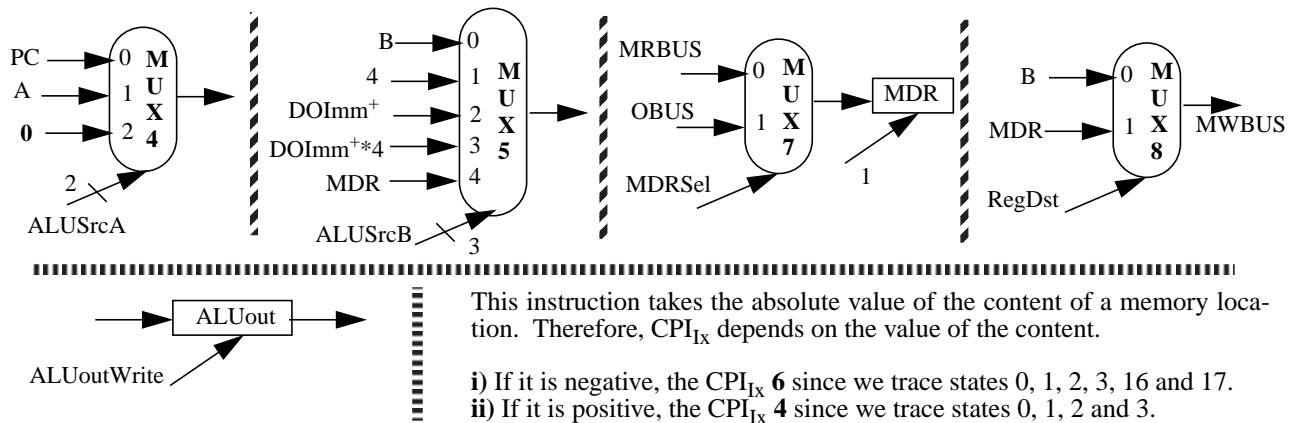 PC
A
0
0
1
2
M
U
X
4
2
ALUSrcA
B
4
DOImm+
DOImm+*4
MDR
0
1
2
3
4
M
U
X
5
ALUSrcB
3
MRBUS
OBUS
0
1
M
U
X
7
MDRSel
MDR
1
B
MDR
0
1
M
U
X
8
MWBUS
RegDst
ALUout
ALUoutWrite
This instruction takes the absolute value of the content of a memory loca-
tion. Therefore, CPIIx depends on the value of the content.
i) If it is negative, the CPIIx 6 since we trace states 0, 1, 2, 3, 16 and 17.
ii) If it is positive, the CPIIx 4 since we trace states 0, 1, 2 and 3.